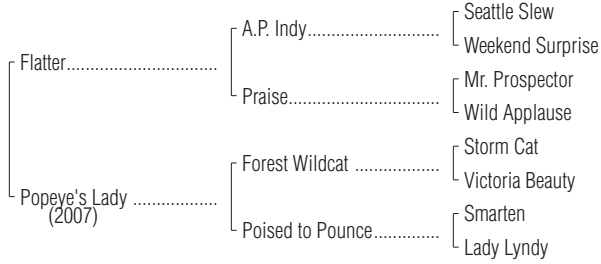 Seattle Slew
A.P. Indy........................................
Weekend Surprise
Flatter..............................
Mr. Prospector
Praise..............................
Wild Applause
Storm Cat
Forest Wildcat .................
Victoria Beauty
Popeye's Lady .................
(2007)
Smarten
Poised to Pounce.............
Lady Lyndy